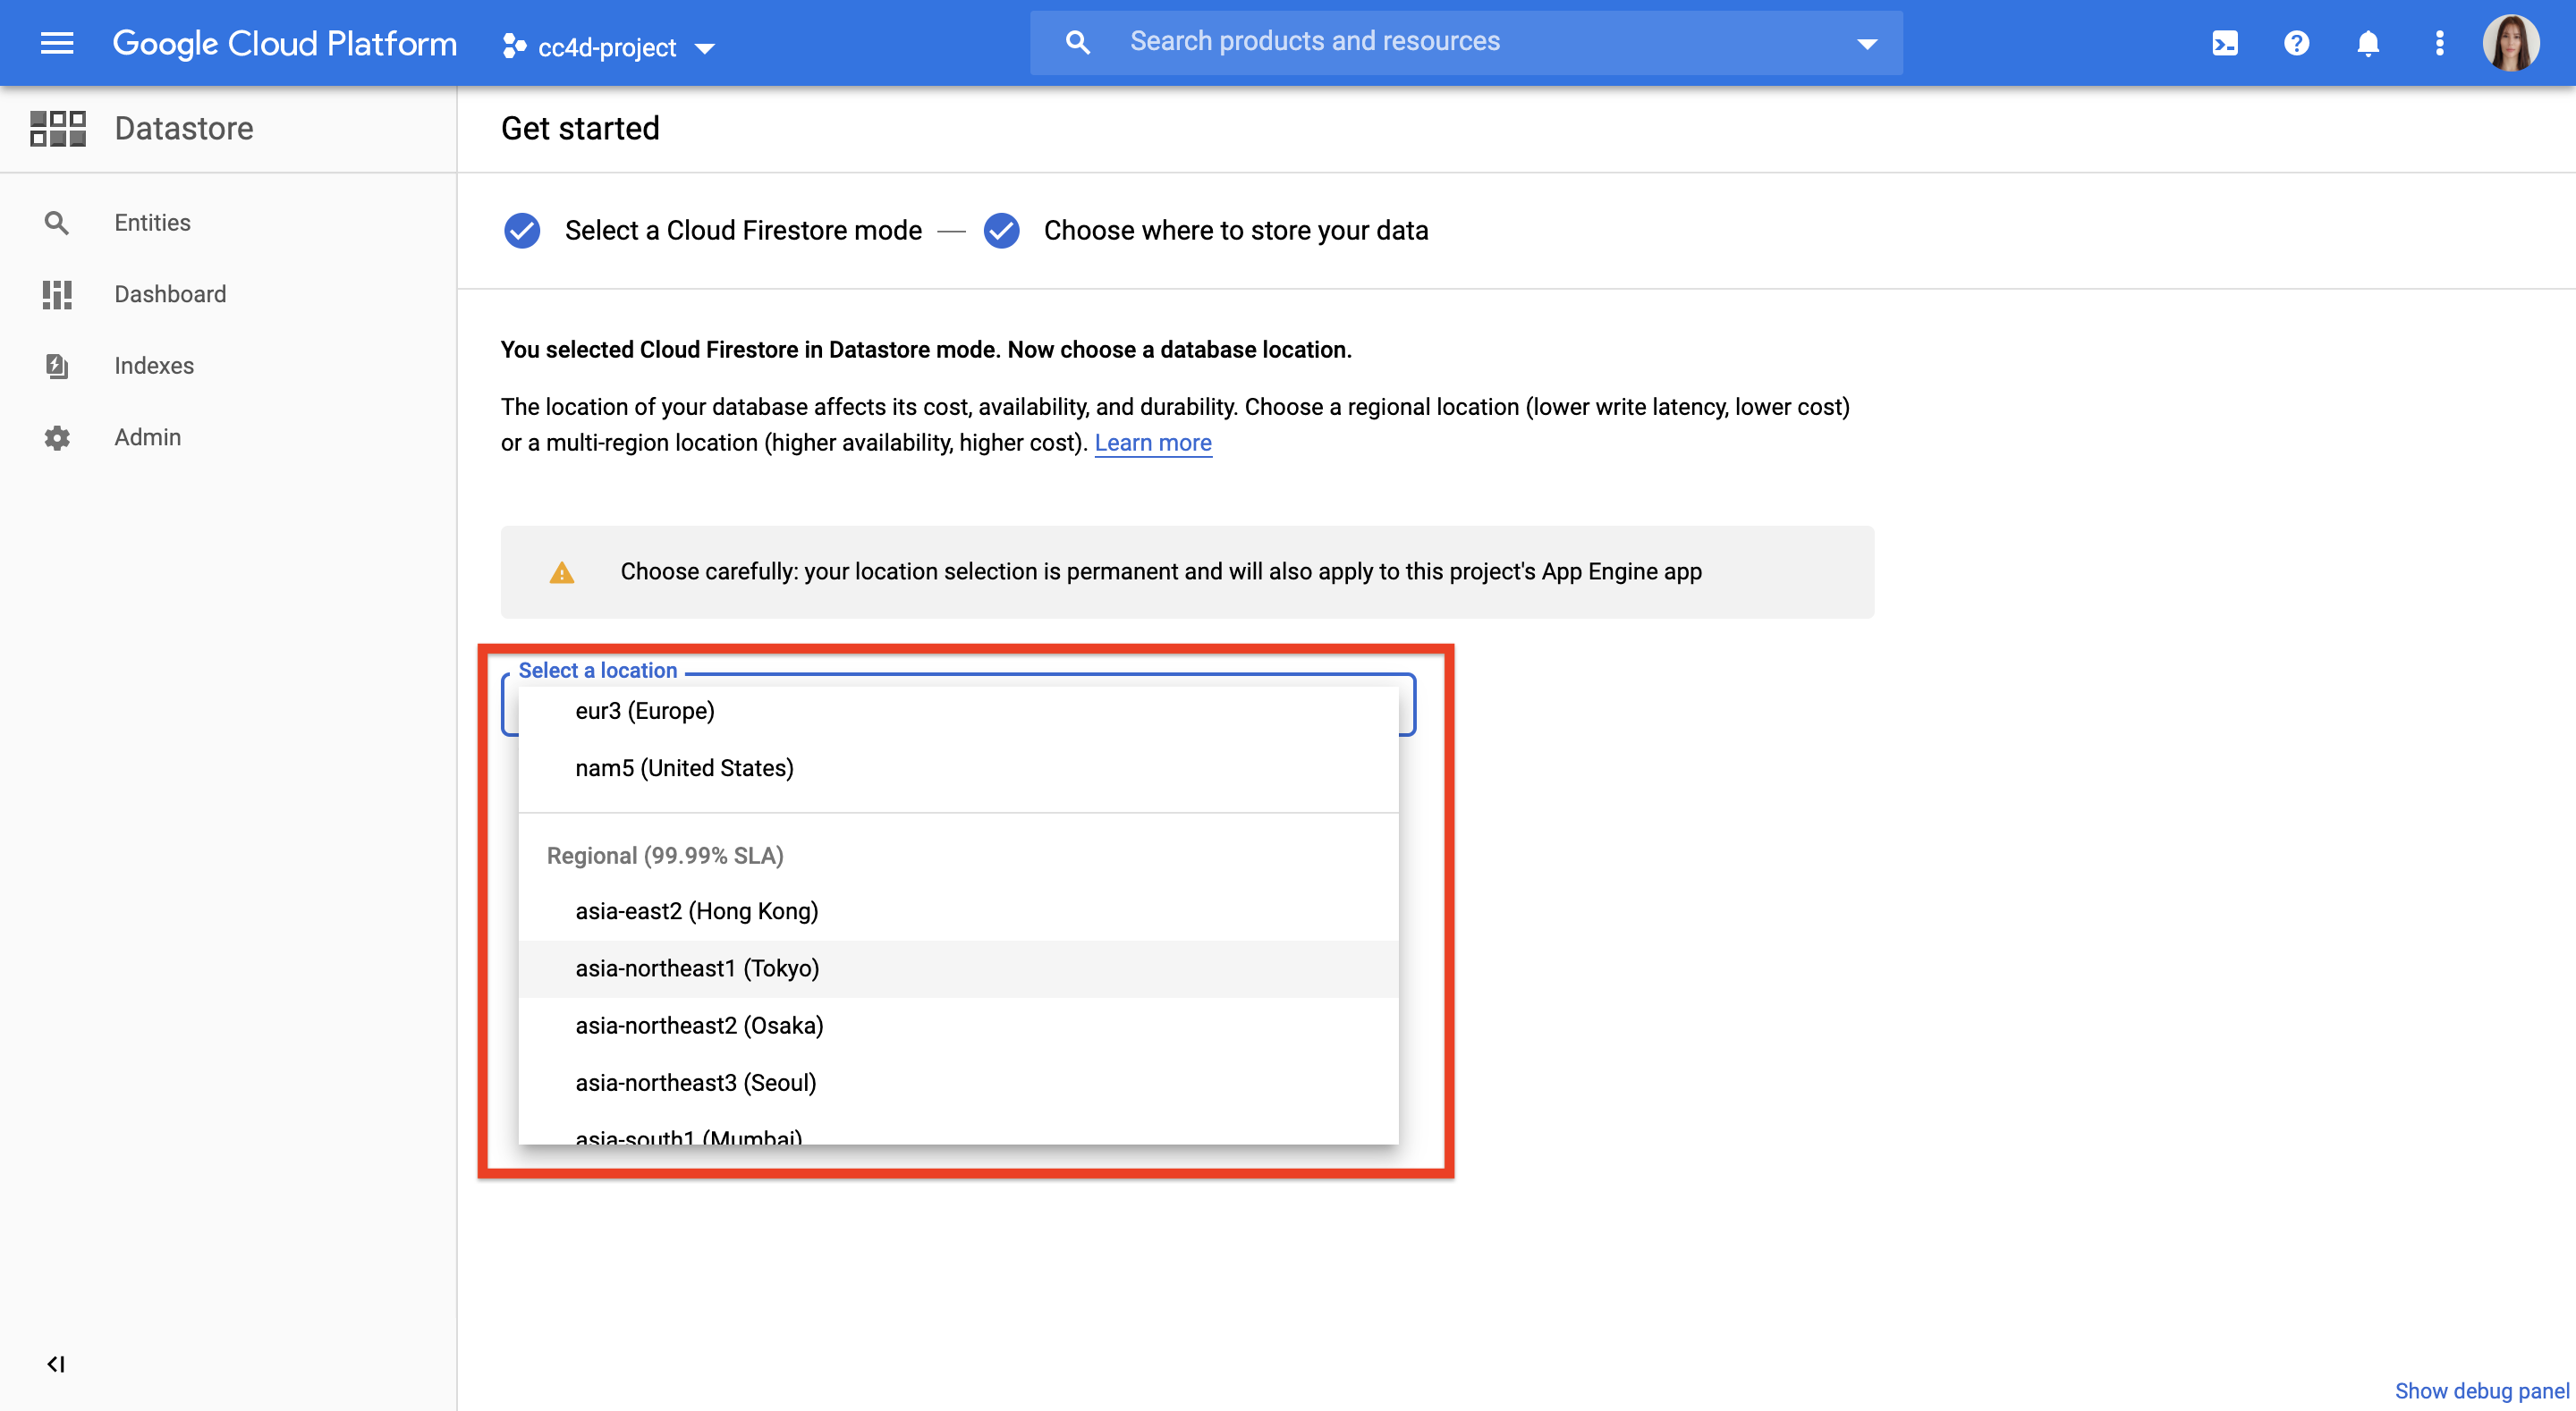 Google Cloud Platform
cc4d-project
Search products and resources
Datastore
Get started
Entities
Dashboard
Indexes
Admin
Select a Cloud Firestore mode — Choose where to store your data
You selected Cloud Firestore in Datastore mode. Now choose a database location.
The location of your database affects its cost, availability, and durability. Choose a regional location (lower write latency, lower cost)
or a multi-region location (higher availability, higher cost). Learn more
Choose carefully: your location selection is permanent and will also apply to this project's App Engine app
Select a location
eur3 (Europe)
nam5 (United States)
Regional (99.99% SLA)
asia-east2 (Hong Kong)
asia-northeast1 (Tokyo)
asia-northeast2 (Osaka)
asia-northeast3 (Seoul)
asia-south1 (Mumbai)
Show debug panel